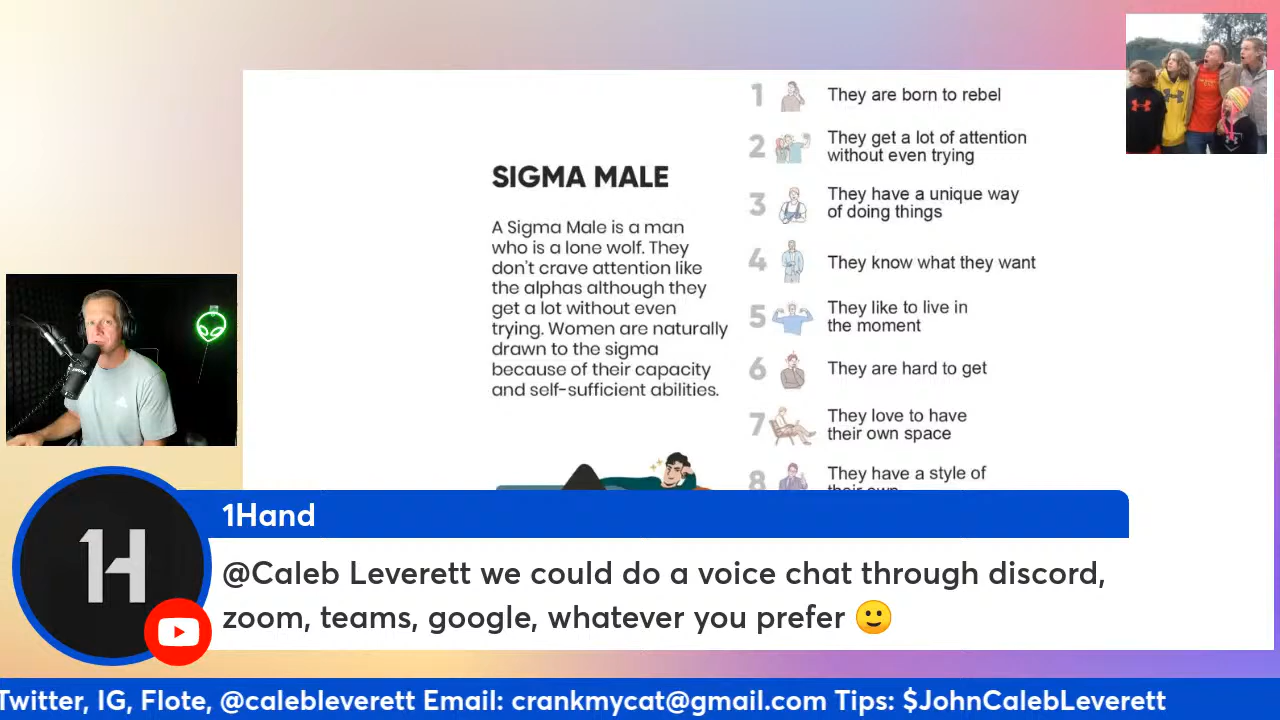 SIGMA MALE
A Sigma Male is a man
who is a lone wolf. They
don't crave attention like
the alphas although they
get a lot without even
trying. Women are naturally
drawn to the sigma
because of their capacity
and self-sufficient abilities.
1 They are born to rebel
2 They get a lot of attention
without even trying
3 They have a unique way
of doing things
4 They know what they want
5 They like to live in
the moment
6 They are hard to get
7 They love to have
their own space
8 They have a style of
their own
1H
1Hand
@Caleb Leverett we could do a voice chat through discord,
zoom, teams, google, whatever you prefer 🙂
Twitter, IG, Flote, @calebleverett Email: crankmycat@gmail.com Tips: $JohnCalebLeverett